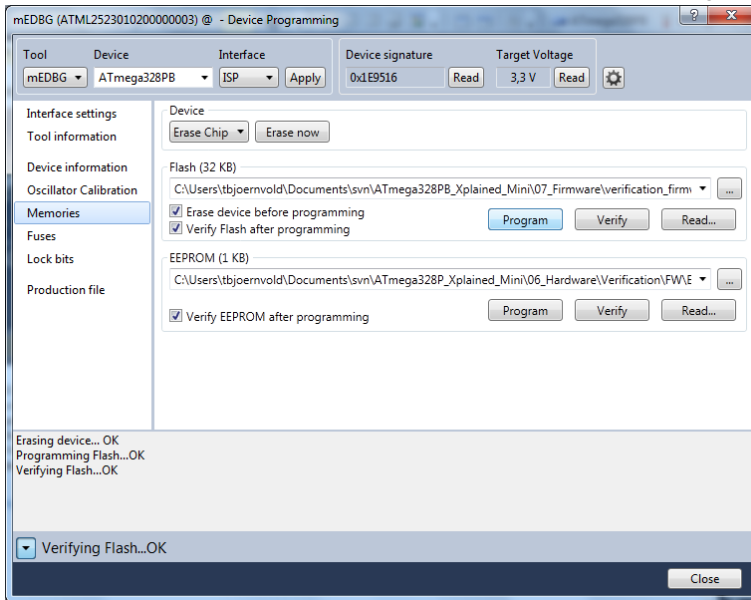 mEDBG (ATML2523010200000003) @ - Device Programming
Tool Device Interface Device signature Target Voltage
mEDBG ATmega328PB ISP Apply 0x1E9516 Read 3,3 V Read
Interface settings
Tool information
Device information
Oscillator Calibration
Memories
Fuses
Lock bits
Production file
Device
Erase Chip Erase now
Flash (32 KB)
C:\Users\tbjoernvold\Documents\svn\ATmega328PB_Xplained_Mini\07_Firmware\verification_firm ...
Erase device before programming
Verify Flash after programming
Program Verify Read...
EEPROM (1 KB)
C:\Users\tbjoernvold\Documents\svn\ATmega328P_Xplained_Mini\06_Hardware\Verification\FW\E ...
Verify EEPROM after programming
Program Verify Read...
Erasing device... OK
Programming Flash...OK
Verifying Flash...OK
Verifying Flash...OK
Close